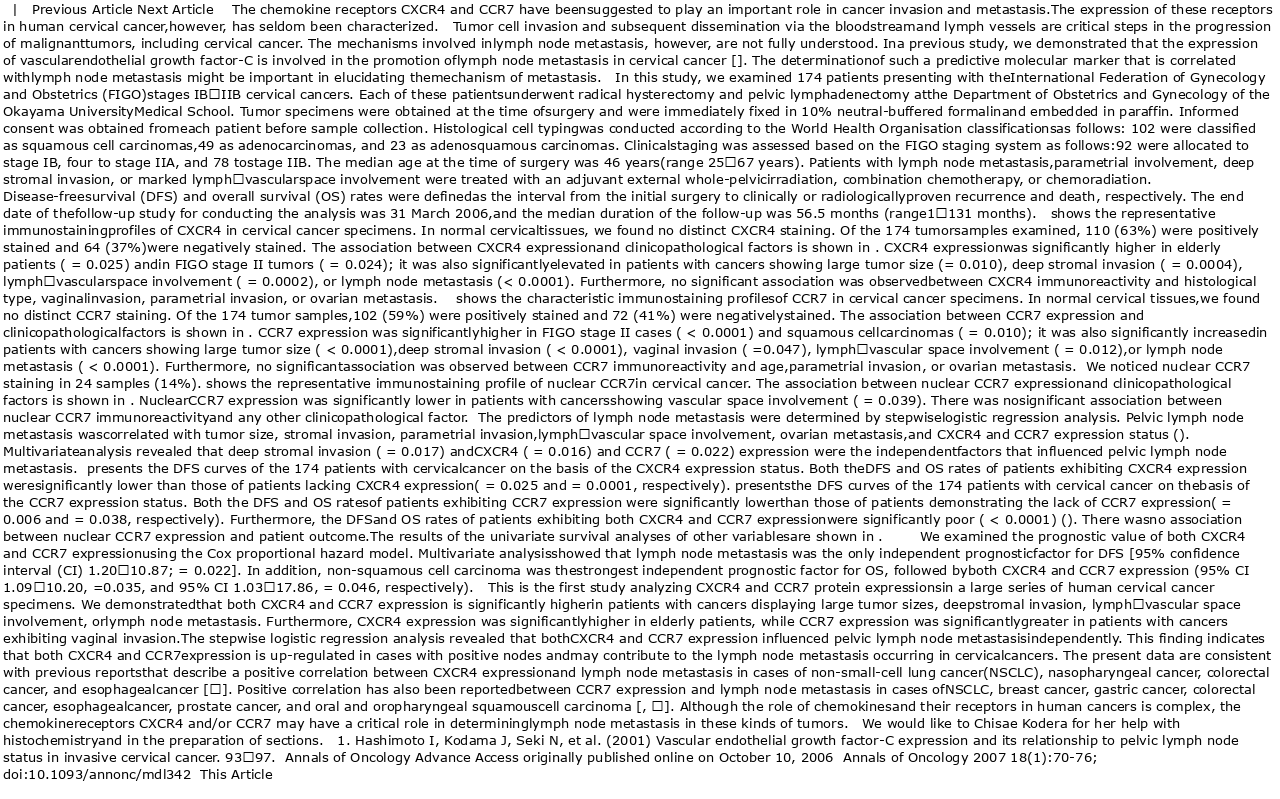 |    Previous Article Next Article    The chemokine receptors CXCR4 and CCR7 have beensuggested to play an important role in cancer invasion and metastasis.The expression of these receptors
in human cervical cancer,however, has seldom been characterized.   Tumor cell invasion and subsequent dissemination via the bloodstreamand lymph vessels are critical steps in the progression
of malignanttumors, including cervical cancer. The mechanisms involved inlymph node metastasis, however, are not fully understood. Ina previous study, we demonstrated that the expression
of vascularendothelial growth factor-C is involved in the promotion oflymph node metastasis in cervical cancer []. The determinationof such a predictive molecular marker that is correlated
withlymph node metastasis might be important in elucidating themechanism of metastasis.   In this study, we examined 174 patients presenting with theInternational Federation of Gynecology
and Obstetrics (FIGO)stages IB□IIB cervical cancers. Each of these patientsunderwent radical hysterectomy and pelvic lymphadenectomy atthe Department of Obstetrics and Gynecology of the
Okayama UniversityMedical School. Tumor specimens were obtained at the time ofsurgery and were immediately fixed in 10% neutral-buffered formalinand embedded in paraffin. Informed
consent was obtained fromeach patient before sample collection. Histological cell typingwas conducted according to the World Health Organisation classificationsas follows: 102 were classified
as squamous cell carcinomas,49 as adenocarcinomas, and 23 as adenosquamous carcinomas. Clinicalstaging was assessed based on the FIGO staging system as follows:92 were allocated to
stage IB, four to stage IIA, and 78 tostage IIB. The median age at the time of surgery was 46 years(range 25□67 years). Patients with lymph node metastasis,parametrial involvement, deep
stromal invasion, or marked lymph□vascularspace involvement were treated with an adjuvant external whole-pelvicirradiation, combination chemotherapy, or chemoradiation.
Disease-freesurvival (DFS) and overall survival (OS) rates were definedas the interval from the initial surgery to clinically or radiologicallyproven recurrence and death, respectively. The end
date of thefollow-up study for conducting the analysis was 31 March 2006,and the median duration of the follow-up was 56.5 months (range1□131 months).   shows the representative
immunostainingprofiles of CXCR4 in cervical cancer specimens. In normal cervicaltissues, we found no distinct CXCR4 staining. Of the 174 tumorsamples examined, 110 (63%) were positively
stained and 64 (37%)were negatively stained. The association between CXCR4 expressionand clinicopathological factors is shown in . CXCR4 expressionwas significantly higher in elderly
patients ( = 0.025) andin FIGO stage II tumors ( = 0.024); it was also significantlyelevated in patients with cancers showing large tumor size (= 0.010), deep stromal invasion ( = 0.0004),
lymph□vascularspace involvement ( = 0.0002), or lymph node metastasis (< 0.0001). Furthermore, no significant association was observedbetween CXCR4 immunoreactivity and histological
type, vaginalinvasion, parametrial invasion, or ovarian metastasis.    shows the characteristic immunostaining profilesof CCR7 in cervical cancer specimens. In normal cervical tissues,we found
no distinct CCR7 staining. Of the 174 tumor samples,102 (59%) were positively stained and 72 (41%) were negativelystained. The association between CCR7 expression and
clinicopathologicalfactors is shown in . CCR7 expression was significantlyhigher in FIGO stage II cases ( < 0.0001) and squamous cellcarcinomas ( = 0.010); it was also significantly increasedin
patients with cancers showing large tumor size ( < 0.0001),deep stromal invasion ( < 0.0001), vaginal invasion ( =0.047), lymph□vascular space involvement ( = 0.012),or lymph node
metastasis ( < 0.0001). Furthermore, no significantassociation was observed between CCR7 immunoreactivity and age,parametrial invasion, or ovarian metastasis.  We noticed nuclear CCR7
staining in 24 samples (14%). shows the representative immunostaining profile of nuclear CCR7in cervical cancer. The association between nuclear CCR7 expressionand clinicopathological
factors is shown in . NuclearCCR7 expression was significantly lower in patients with cancersshowing vascular space involvement ( = 0.039). There was nosignificant association between
nuclear CCR7 immunoreactivityand any other clinicopathological factor.  The predictors of lymph node metastasis were determined by stepwiselogistic regression analysis. Pelvic lymph node
metastasis wascorrelated with tumor size, stromal invasion, parametrial invasion,lymph□vascular space involvement, ovarian metastasis,and CXCR4 and CCR7 expression status ().
Multivariateanalysis revealed that deep stromal invasion ( = 0.017) andCXCR4 ( = 0.016) and CCR7 ( = 0.022) expression were the independentfactors that influenced pelvic lymph node
metastasis.  presents the DFS curves of the 174 patients with cervicalcancer on the basis of the CXCR4 expression status. Both theDFS and OS rates of patients exhibiting CXCR4 expression
weresignificantly lower than those of patients lacking CXCR4 expression( = 0.025 and = 0.0001, respectively). presentsthe DFS curves of the 174 patients with cervical cancer on thebasis of
the CCR7 expression status. Both the DFS and OS ratesof patients exhibiting CCR7 expression were significantly lowerthan those of patients demonstrating the lack of CCR7 expression( =
0.006 and = 0.038, respectively). Furthermore, the DFSand OS rates of patients exhibiting both CXCR4 and CCR7 expressionwere significantly poor ( < 0.0001) (). There wasno association
between nuclear CCR7 expression and patient outcome.The results of the univariate survival analyses of other variablesare shown in .        We examined the prognostic value of both CXCR4
and CCR7 expressionusing the Cox proportional hazard model. Multivariate analysisshowed that lymph node metastasis was the only independent prognosticfactor for DFS [95% confidence
interval (CI) 1.20□10.87; = 0.022]. In addition, non-squamous cell carcinoma was thestrongest independent prognostic factor for OS, followed byboth CXCR4 and CCR7 expression (95% CI
1.09□10.20, =0.035, and 95% CI 1.03□17.86, = 0.046, respectively).   This is the first study analyzing CXCR4 and CCR7 protein expressionsin a large series of human cervical cancer
specimens. We demonstratedthat both CXCR4 and CCR7 expression is significantly higherin patients with cancers displaying large tumor sizes, deepstromal invasion, lymph□vascular space
involvement, orlymph node metastasis. Furthermore, CXCR4 expression was significantlyhigher in elderly patients, while CCR7 expression was significantlygreater in patients with cancers
exhibiting vaginal invasion.The stepwise logistic regression analysis revealed that bothCXCR4 and CCR7 expression influenced pelvic lymph node metastasisindependently. This finding indicates
that both CXCR4 and CCR7expression is up-regulated in cases with positive nodes andmay contribute to the lymph node metastasis occurring in cervicalcancers. The present data are consistent
with previous reportsthat describe a positive correlation between CXCR4 expressionand lymph node metastasis in cases of non-small-cell lung cancer(NSCLC), nasopharyngeal cancer, colorectal
cancer, and esophagealcancer [□]. Positive correlation has also been reportedbetween CCR7 expression and lymph node metastasis in cases ofNSCLC, breast cancer, gastric cancer, colorectal
cancer, esophagealcancer, prostate cancer, and oral and oropharyngeal squamouscell carcinoma [, □]. Although the role of chemokinesand their receptors in human cancers is complex, the
chemokinereceptors CXCR4 and/or CCR7 may have a critical role in determininglymph node metastasis in these kinds of tumors.   We would like to Chisae Kodera for her help with
histochemistryand in the preparation of sections.   1. Hashimoto I, Kodama J, Seki N, et al. (2001) Vascular endothelial growth factor-C expression and its relationship to pelvic lymph node
status in invasive cervical cancer. 93□97.  Annals of Oncology Advance Access originally published online on October 10, 2006  Annals of Oncology 2007 18(1):70-76;
doi:10.1093/annonc/mdl342  This Article